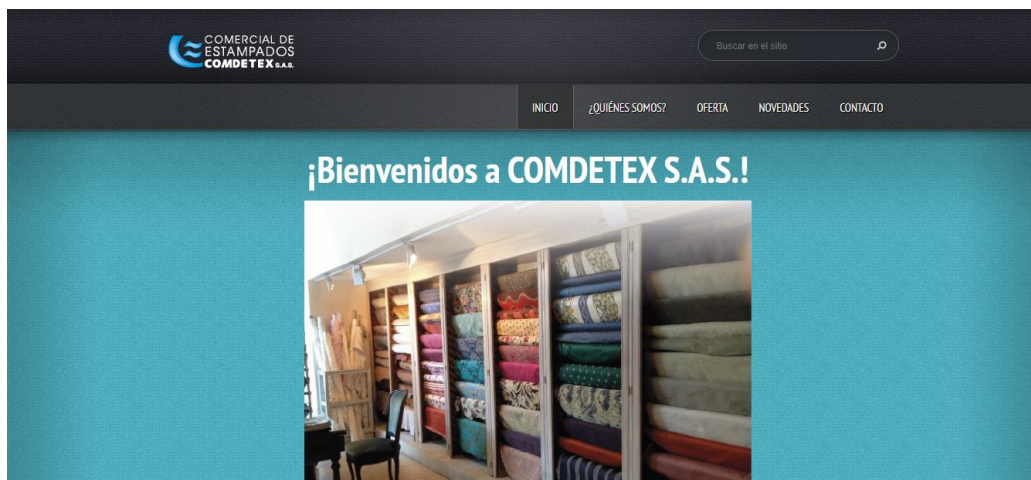 COMERCIAL DE
ESTAMPADOS
COMDETEX S.A.S.
Buscar en el sitio
INICIO ¿QUIÉNES SOMOS? OFERTA NOVEDADES CONTACTO
¡Bienvenidos a COMDETEX S.A.S.!